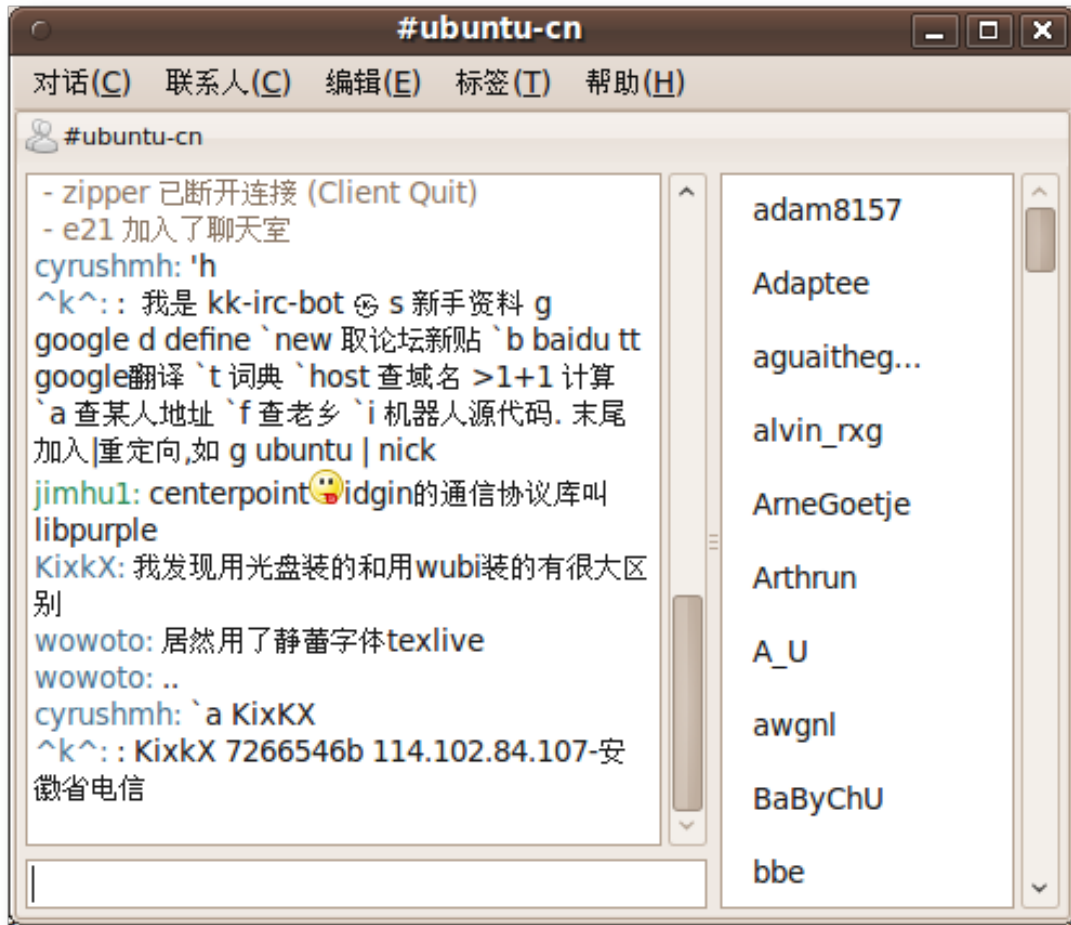 #ubuntu-cn
对话(C) 联系人(C) 编辑(E) 标签(T) 帮助(H)
#ubuntu-cn
- zipper 已断开连接 (Client Quit)
- e21 加入了聊天室
cyrushmh: 'h
^k^: : 我是 kk-irc-bot ㉿ s 新手资料 g
google d define `new 取论坛新贴 `b baidu tt
google翻译 `t 词典 `host 查域名 >1+1 计算
`a 查某人地址 `f 查老乡 `i 机器人源代码. 末尾
加入|重定向,如 g ubuntu | nick
jimhu1: centerpoint idgin的通信协议库叫
libpurple
KixkX: 我发现用光盘装的和用wubi装的有很大区
别
wowoto: 居然用了静蕾字体texlive
wowoto: ..
cyrushmh: `a KixKX
^k^: : KixkX 7266546b 114.102.84.107-安
徽省电信
adam8157
Adaptee
aguaitheg...
alvin_rxg
ArneGoetje
Arthrun
A_U
awgnl
BaByChU
bbe